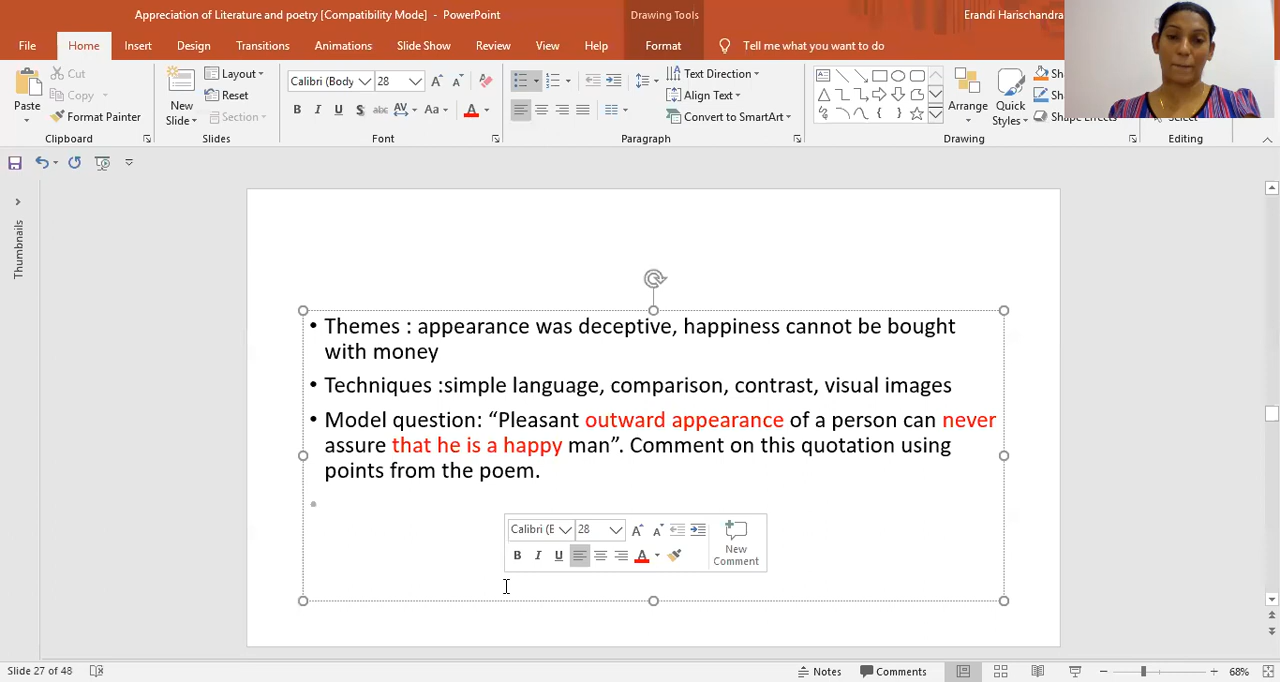 Appreciation of Literature and poetry [Compatibility Mode] - PowerPoint
Drawing Tools
Erandi Harischandra
File
Home
Insert
Design
Transitions
Animations
Slide Show
Review
View
Help
Format
Tell me what you want to do
Paste
Cut
Copy
Format Painter
Clipboard
New
Slide
Layout
Reset
Section
Slides
Calibri (Body
28
Font
Text Direction
Align Text
Convert to SmartArt
Paragraph
Arrange
Quick
Styles
Drawing
Shape Effects
Select
Editing
Thumbnails
• Themes : appearance was deceptive, happiness cannot be bought
with money
• Techniques :simple language, comparison, contrast, visual images
• Model question: “Pleasant outward appearance of a person can never
assure that he is a happy man”. Comment on this quotation using
points from the poem.
Calibri (E
28
New
Comment
Slide 27 of 48
Notes
Comments
68%